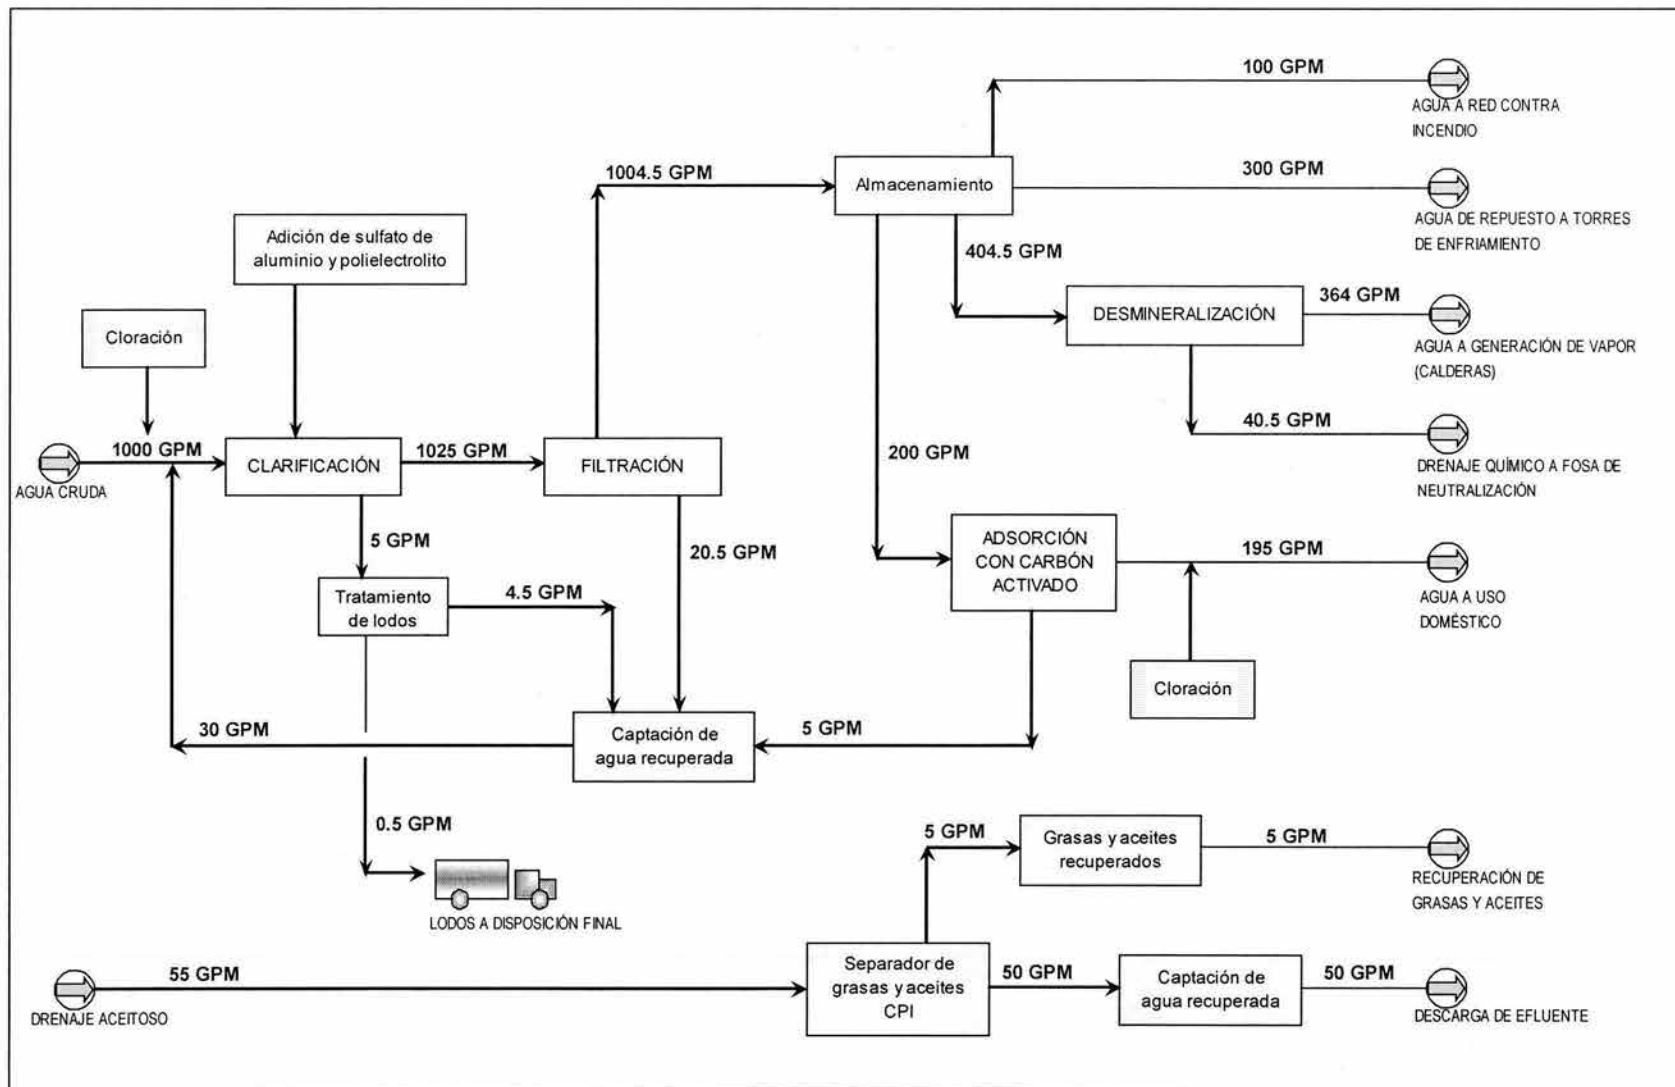 100 GPM
AGUA A RED CONTRA
INCENDIO
1004.5 GPM
Almacenamiento
300 GPM
AGUA DE REPUESTO A TORRES
DE ENFRIAMIENTO
Adición de sulfato de
aluminio y polielectrolito
404.5 GPM
DESMINERALIZACIÓN
364 GPM
AGUA A GENERACIÓN DE VAPOR
(CALDERAS)
Cloración
1000 GPM
AGUA CRUDA
CLARIFICACIÓN
1025 GPM
FILTRACIÓN
200 GPM
40.5 GPM
DRENAJE QUÍMICO A FOSA DE
NEUTRALIZACIÓN
5 GPM
20.5 GPM
ADSORCIÓN
CON CARBÓN
ACTIVADO
195 GPM
AGUA A USO
DOMÉSTICO
Tratamiento
de lodos
4.5 GPM
Cloración
30 GPM
Captación de
agua recuperada
5 GPM
0.5 GPM
LODOS A DISPOSICIÓN FINAL
5 GPM
Grasas y aceites
recuperados
5 GPM
RECUPERACIÓN DE
GRASAS Y ACEITES
55 GPM
DRENAJE ACEITOSO
Separador de
grasas y aceites
CPI
50 GPM
Captación de
agua recuperada
50 GPM
DESCARGA DE EFLUENTE